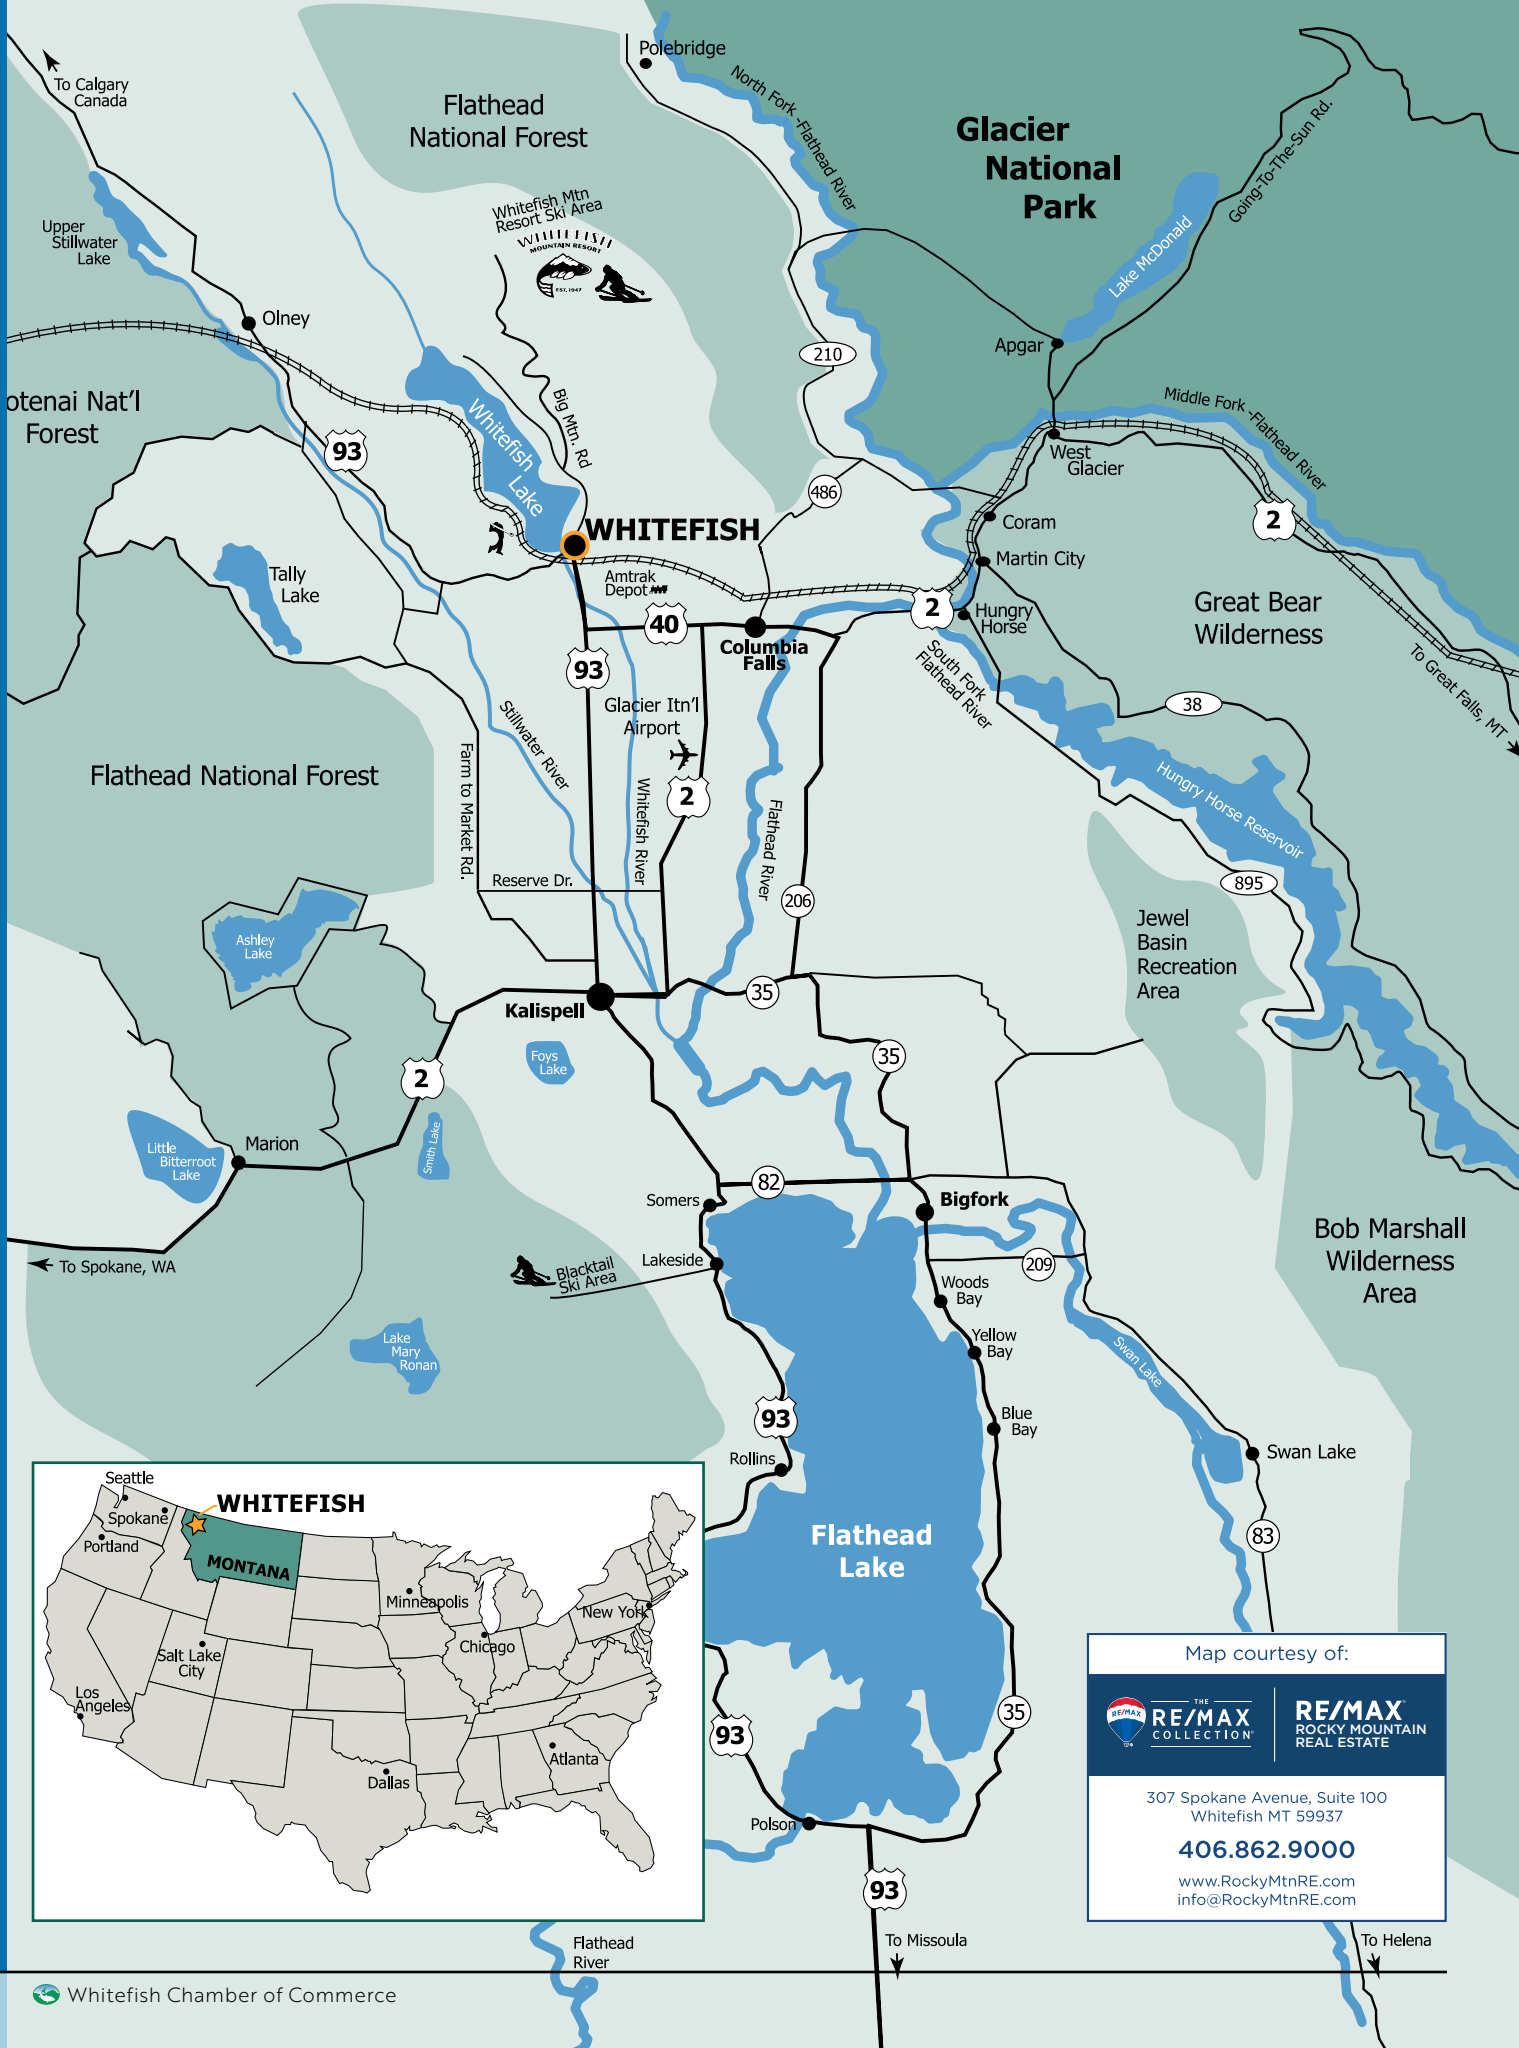 To Calgary
Canada
Polebridge
Flathead
National Forest
North Fork -Flathead River
Glacier
National
Park
Going-To-The-Sun Rd.
Lake McDonald
Whitefish Mtn
Resort Ski Area
WHITEFISH
MOUNTAIN RESORT
EST. 1947
Upper
Stillwater
Lake
Olney
210
Apgar
Middle Fork -Flathead River
otenai Nat'l
Forest
93
Whitefish
Lake
Big Mtn. Rd
West
Glacier
486
2
Coram
WHITEFISH
Martin City
Tally
Lake
Amtrak
Depot
40
Columbia
Falls
2
Hungry
Horse
Great Bear
Wilderness
To Great Falls, MT
South Fork
Flathead River
93
Glacier Itn'l
Airport
38
Stillwater River
Farm to Market Rd.
Flathead National Forest
2
Whitefish River
Flathead River
Hungry Horse Reservoir
Reserve Dr.
206
895
Ashley
Lake
Jewel
Basin
Recreation
Area
35
Kalispell
Foys
Lake
35
2
Smith Lake
Little
Bitterroot
Lake
Marion
82
Somers
Bigfork
Bob Marshall
Wilderness
Area
To Spokane, WA
Blacktail
Ski Area
Lakeside
209
Woods
Bay
Yellow
Bay
Swan Lake
Lake
Mary
Ronan
93
Blue
Bay
Rollins
Swan Lake
Flathead
Lake
83
35
93
Polson
93
To Missoula
To Helena
Flathead
River
Seattle
Spokane
WHITEFISH
Portland
MONTANA
Minneapolis
New York
Chicago
Salt Lake
City
Los
Angeles
Atlanta
Dallas
Map courtesy of:
RE/MAX
THE
RE/MAX
COLLECTION
RE/MAX
ROCKY MOUNTAIN
REAL ESTATE
307 Spokane Avenue, Suite 100
Whitefish MT 59937
406.862.9000
www.RockyMtnRE.com
info@RockyMtnRE.com
Whitefish Chamber of Commerce